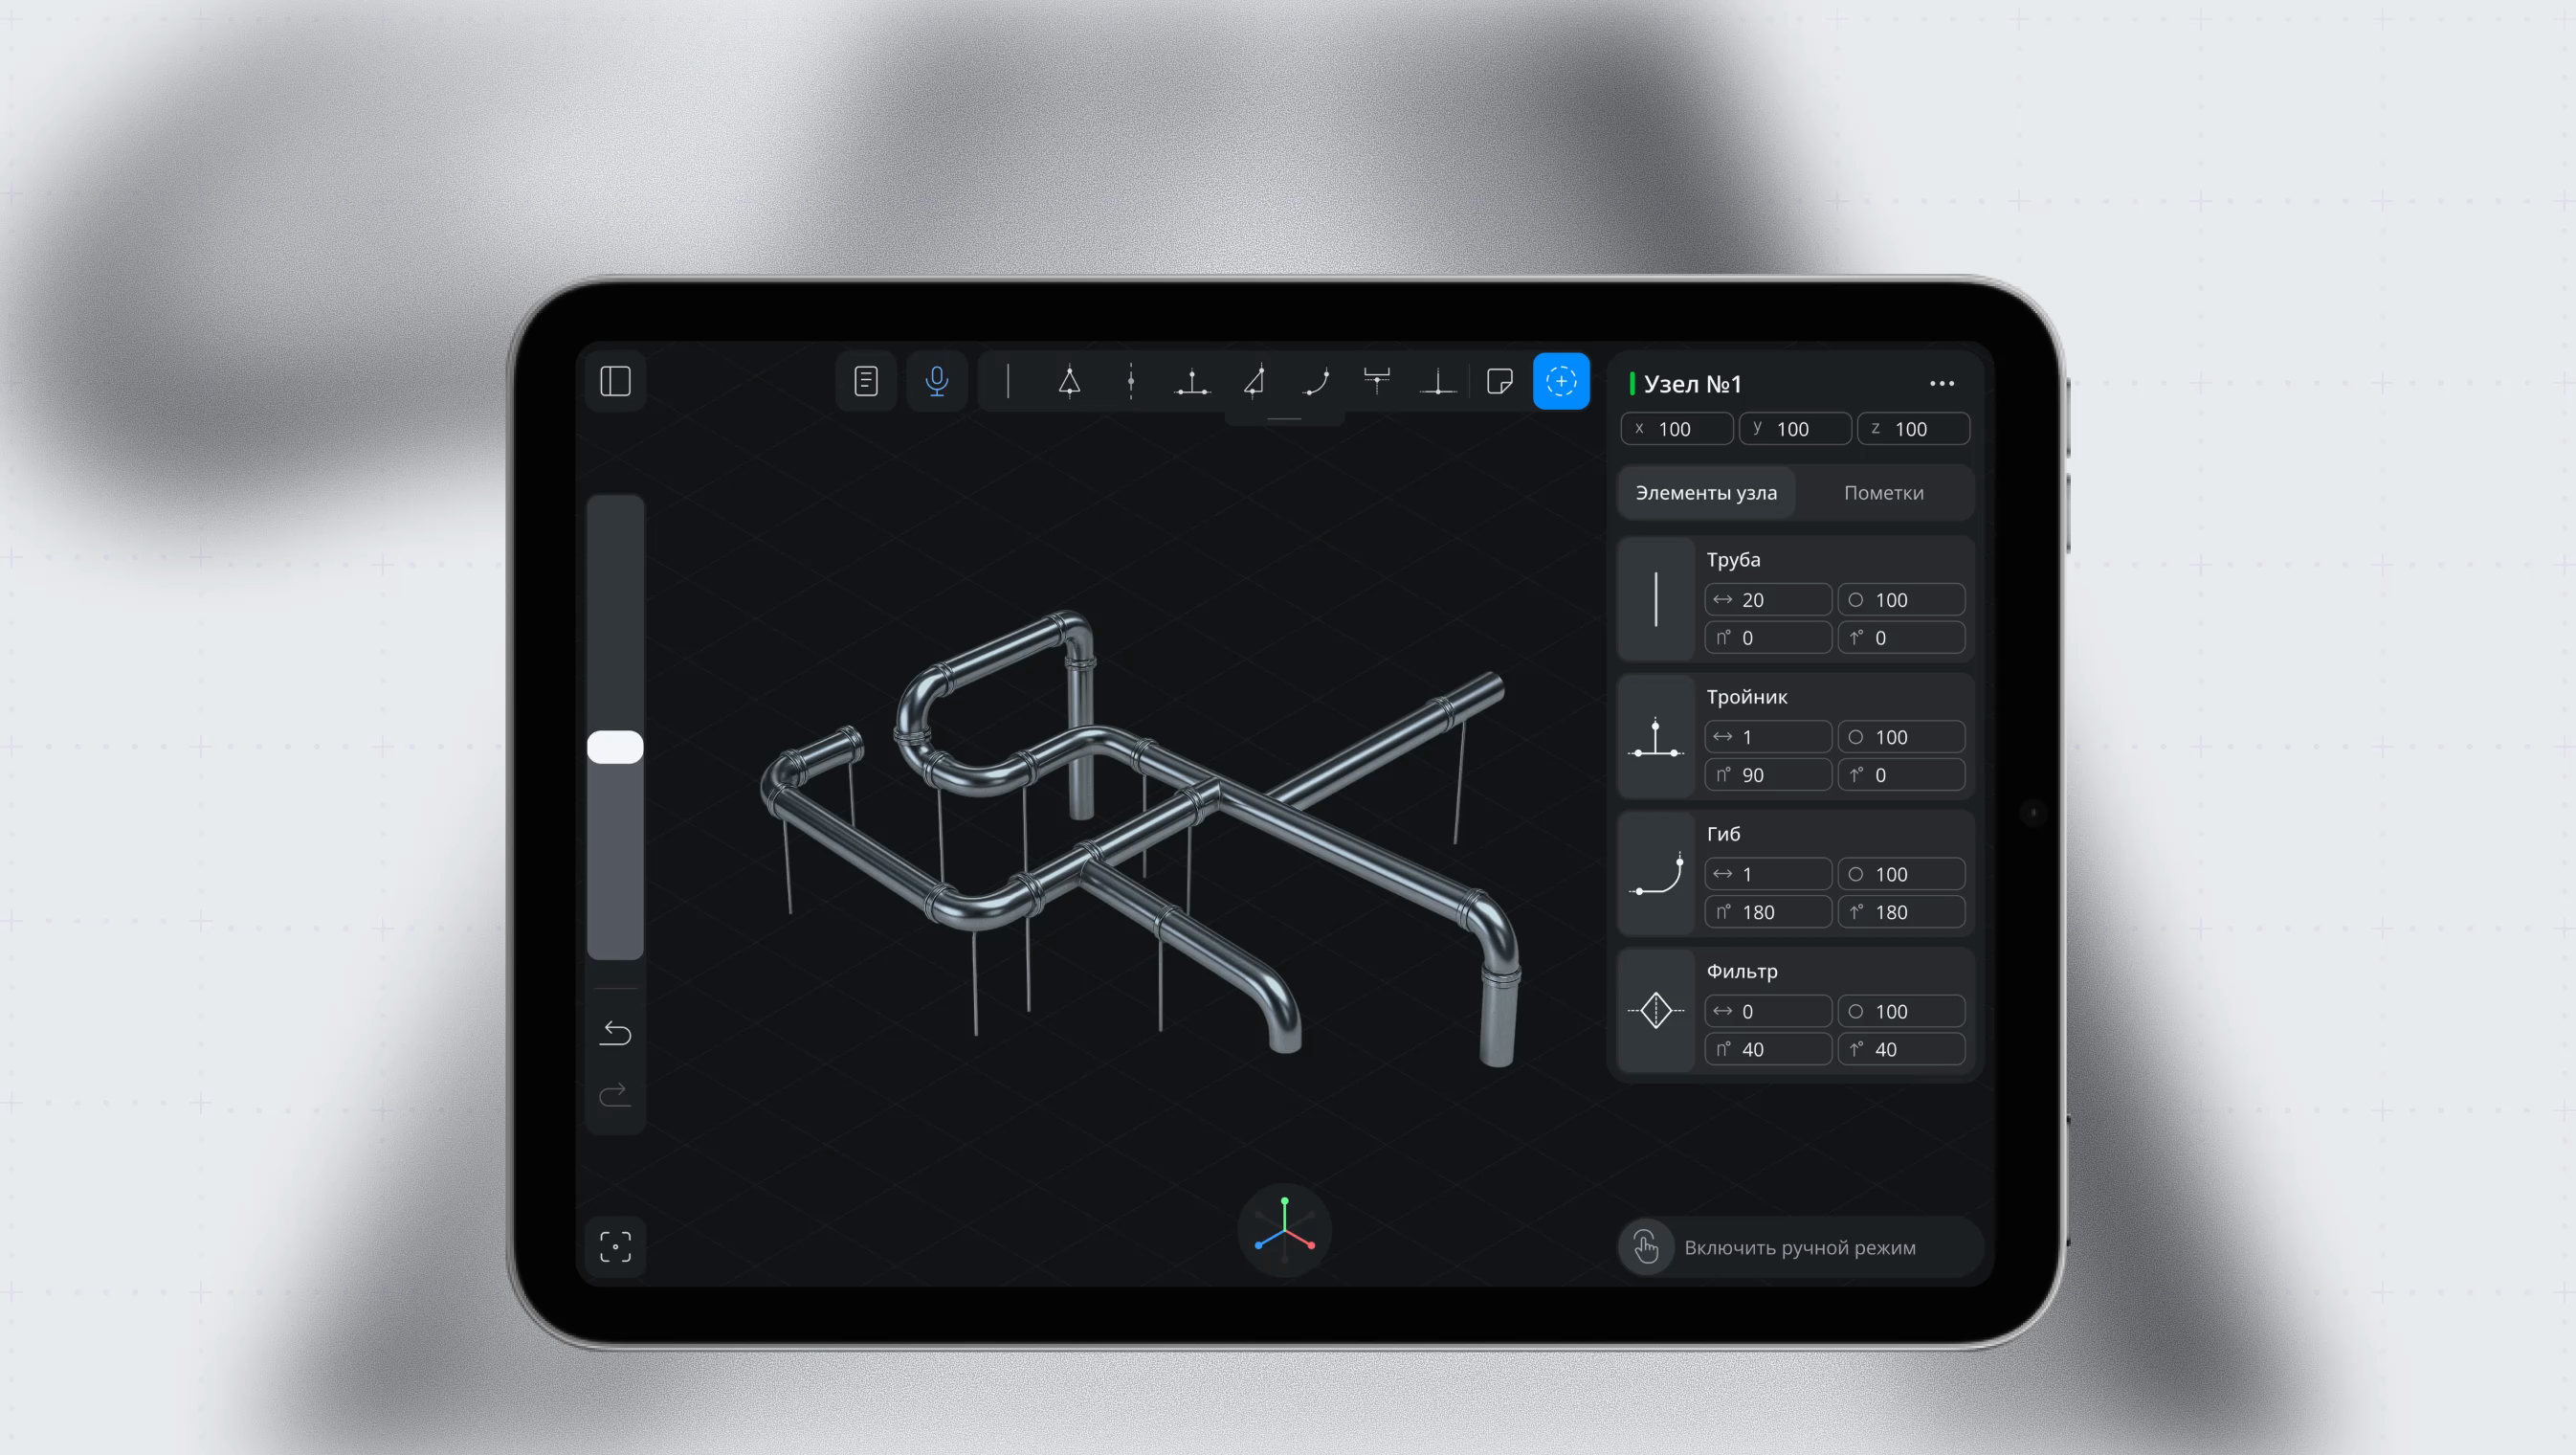 Узел №1
x 100 y 100 z 100
Элементы узла Пометки
Труба
20 100
n° 0 ↑° 0
Тройник
1 100
n° 90 ↑° 0
Гиб
1 100
n° 180 ↑° 180
Фильтр
0 100
n° 40 ↑° 40
Включить ручной режим